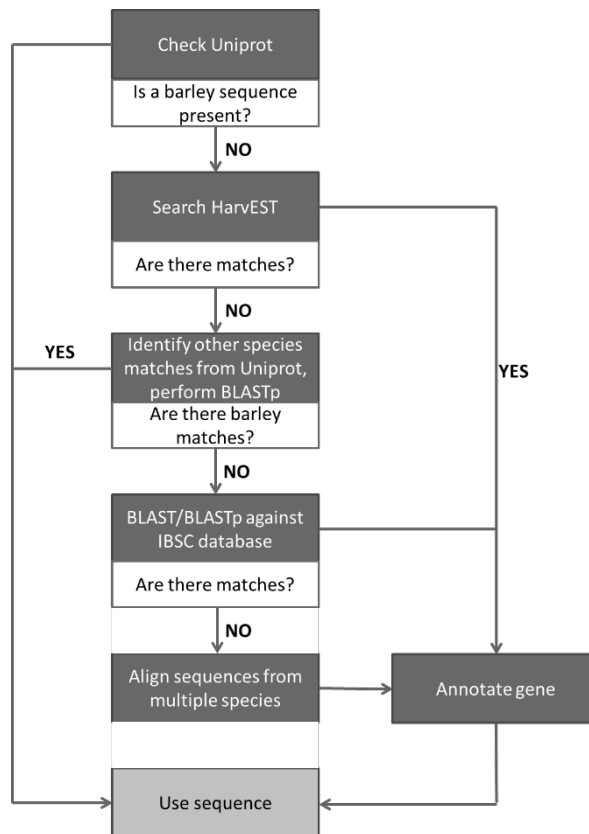 Check Uniprot
Is a barley sequence
present?
NO
Search HarvEST
Are there matches?
NO
YES
Identify other species
matches from Uniprot,
perform BLASTp
YES
Are there barley
matches?
NO
BLAST/BLASTp against
IBSC database
Are there matches?
NO
Align sequences from
multiple species
Annotate gene
Use sequence